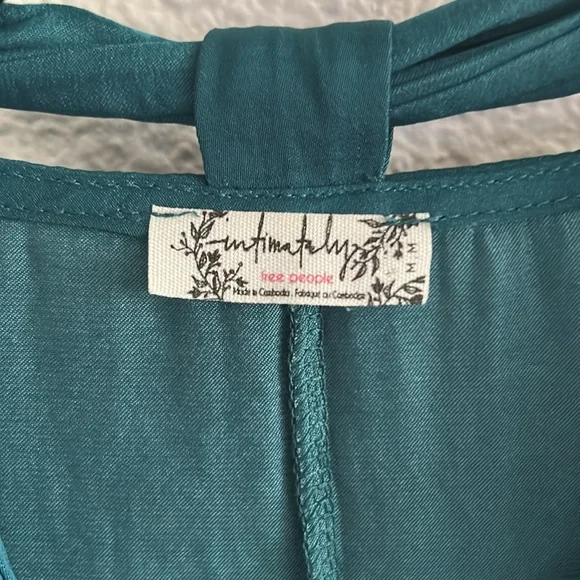 intimately
free people
Made in Cambodia . Fabriqué au Cambodge
M M